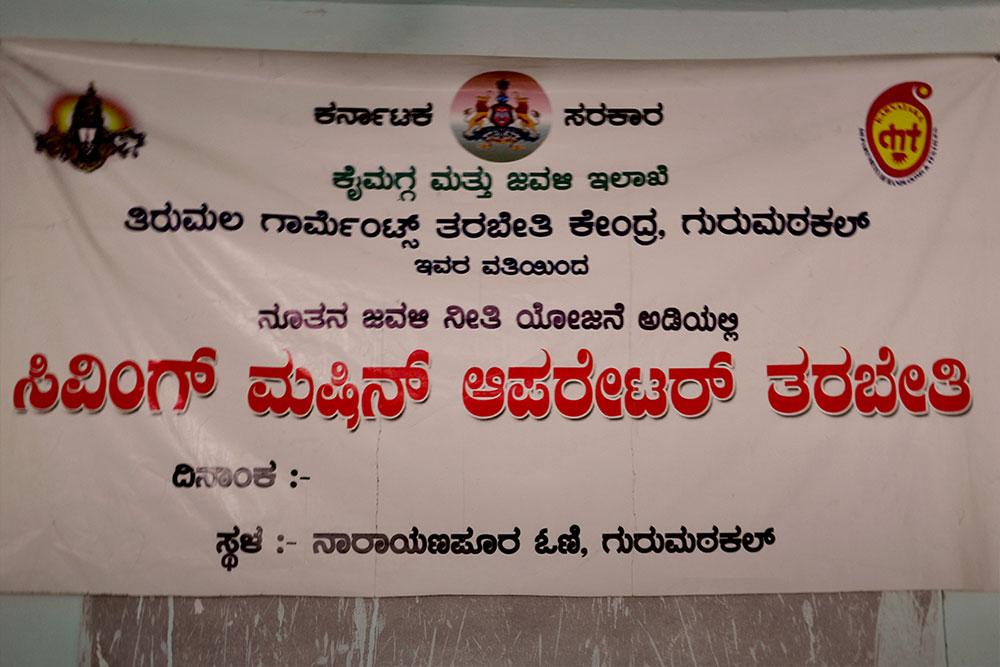 ಕರ್ನಾಟಕ ಸರಕಾರ
ಕೈಮಗ್ಗ ಮತ್ತು ಜವಳಿ ಇಲಾಖೆ
ತಿರುಮಲ ಗಾರ್ಮೆಂಟ್ಸ್ ತರಬೇತಿ ಕೇಂದ್ರ, ಗುರುಮಠಕಲ್
ಇವರ ವತಿಯಿಂದ
ನೂತನ ಜವಳಿ ನೀತಿ ಯೋಜನೆ ಅಡಿಯಲ್ಲಿ
ಸಿವಿಂಗ್ ಮಷಿನ್ ಆಪರೇಟರ್ ತರಬೇತಿ
ದಿನಾಂಕ :-
ಸ್ಥಳ :- ನಾರಾಯಣಪೂರ ಓಣಿ, ಗುರುಮಠಕಲ್